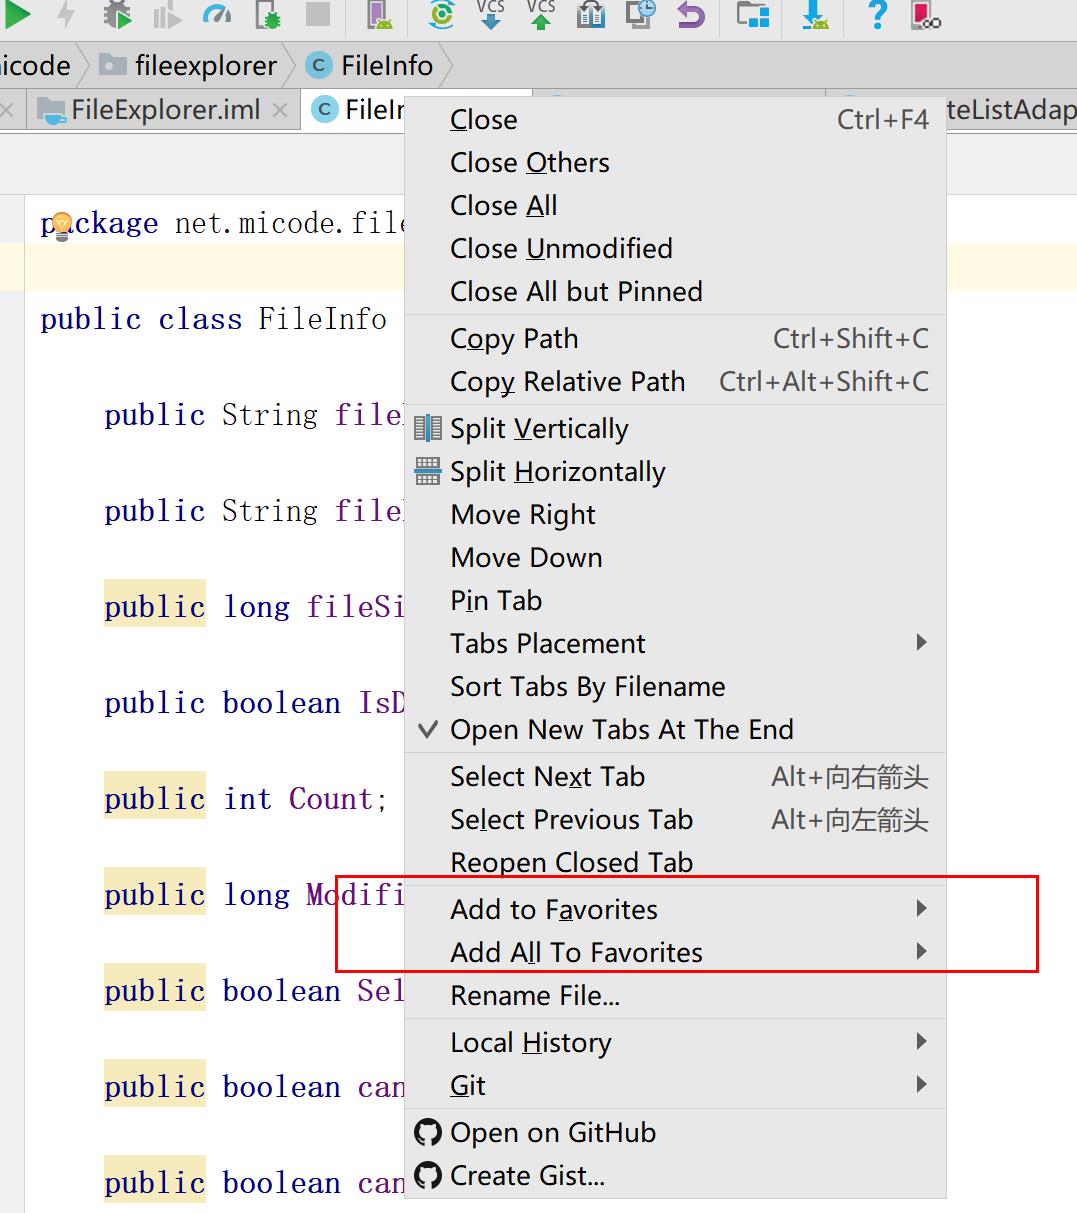 VCS VCS
icode fileexplorer C FileInfo
FileExplorer.iml C FileIn teListAdap
Close Ctrl+F4
Close Others
Close All
Close Unmodified
Close All but Pinned
Copy Path Ctrl+Shift+C
Copy Relative Path Ctrl+Alt+Shift+C
Split Vertically
Split Horizontally
Move Right
Move Down
Pin Tab
Tabs Placement
Sort Tabs By Filename
Open New Tabs At The End
Select Next Tab Alt+向右箭头
Select Previous Tab Alt+向左箭头
Reopen Closed Tab
Add to Favorites
Add All To Favorites
Rename File...
Local History
Git
Open on GitHub
Create Gist...
package net.micode.file
public class FileInfo
public String file
public String file
public long fileSi
public boolean IsD
public int Count;
public long Modifi
public boolean Sel
public boolean can
public boolean can